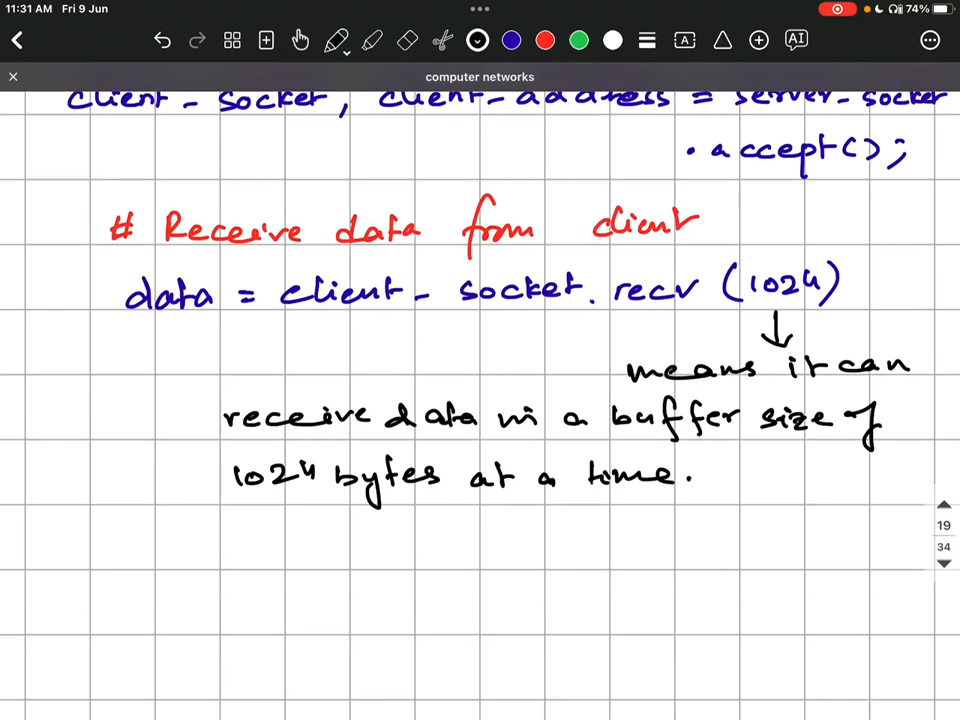 11:31 AM Fri 9 Jun
74%
A
AI
computer networks
client - socket, client - address = server - socket
. accept();
# Receive data from client
data = client - socket. recv (1024)
means it can
receive data in a buffer size of
1024 bytes at a time.
19
34